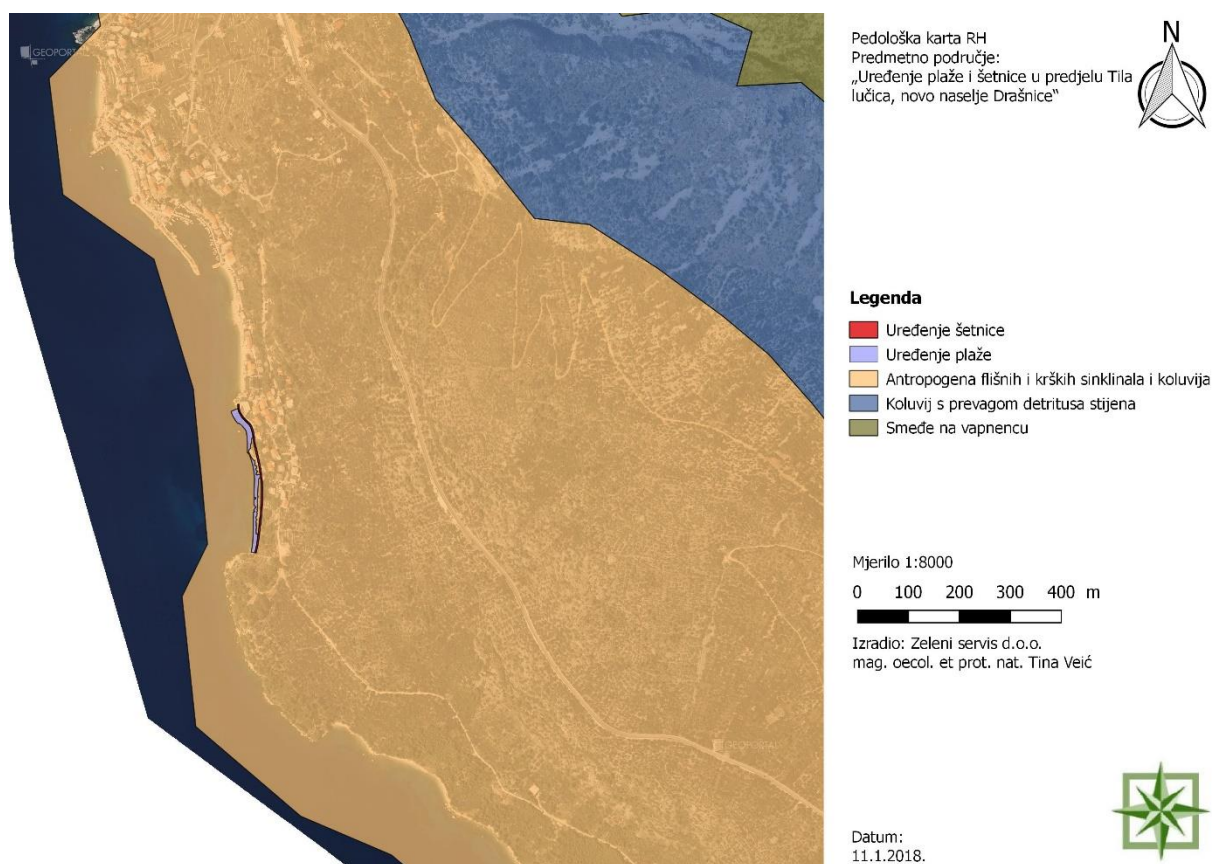 GEOPORTAL
Pedološka karta RH
Predmetno područje:
„Uređenje plaže i šetnice u predjelu Tila
lučica, novo naselje Drašnice“
N
Legenda
Uređenje šetnice
Uređenje plaže
Antropogena flišnih i krških sinklinala i koluvija
Koluvij s prevagom detritusa stijena
Smeđe na vapnencu
Mjerilo 1:8000
0 100 200 300 400 m
Izradio: Zeleni servis d.o.o.
mag. oecol. et prot. nat. Tina Veić
GEOPORTAL
Datum:
11.1.2018.